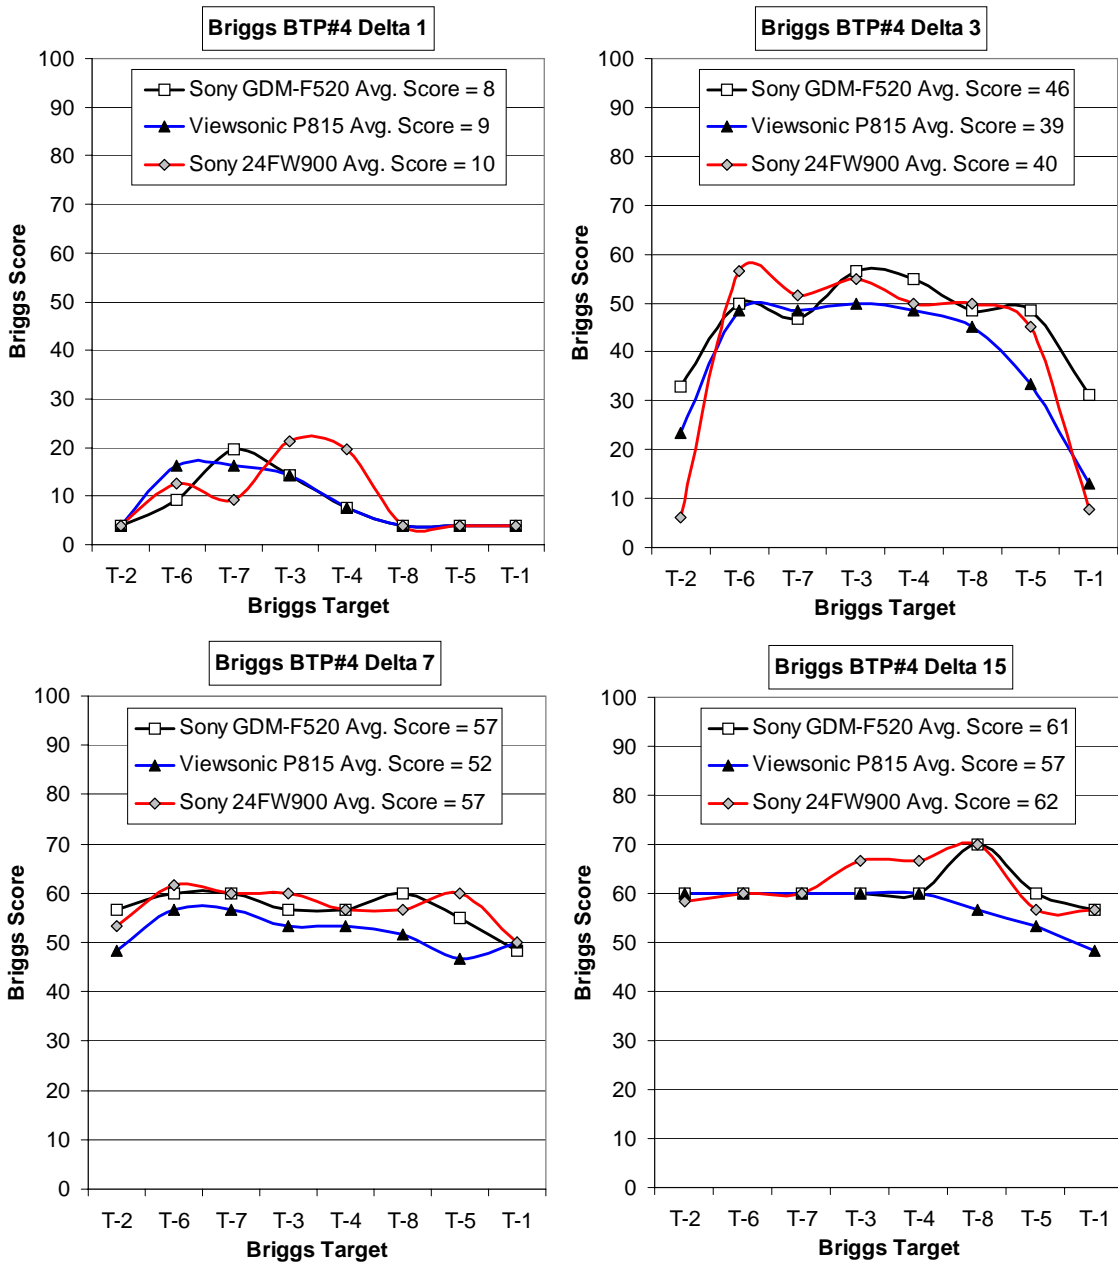 Briggs BTP#4 Delta 1
100
90
80
70
60
50
40
30
20
10
0
Briggs Score
Sony GDM-F520 Avg. Score = 8
Viewsonic P815 Avg. Score = 9
Sony 24FW900 Avg. Score = 10
T-2 T-6 T-7 T-3 T-4 T-8 T-5 T-1
Briggs Target
Briggs BTP#4 Delta 3
100
90
80
70
60
50
40
30
20
10
0
Briggs Score
Sony GDM-F520 Avg. Score = 46
Viewsonic P815 Avg. Score = 39
Sony 24FW900 Avg. Score = 40
T-2 T-6 T-7 T-3 T-4 T-8 T-5 T-1
Briggs Target
Briggs BTP#4 Delta 7
100
90
80
70
60
50
40
30
20
10
0
Briggs Score
Sony GDM-F520 Avg. Score = 57
Viewsonic P815 Avg. Score = 52
Sony 24FW900 Avg. Score = 57
T-2 T-6 T-7 T-3 T-4 T-8 T-5 T-1
Briggs Target
Briggs BTP#4 Delta 15
100
90
80
70
60
50
40
30
20
10
0
Briggs Score
Sony GDM-F520 Avg. Score = 61
Viewsonic P815 Avg. Score = 57
Sony 24FW900 Avg. Score = 62
T-2 T-6 T-7 T-3 T-4 T-8 T-5 T-1
Briggs Target